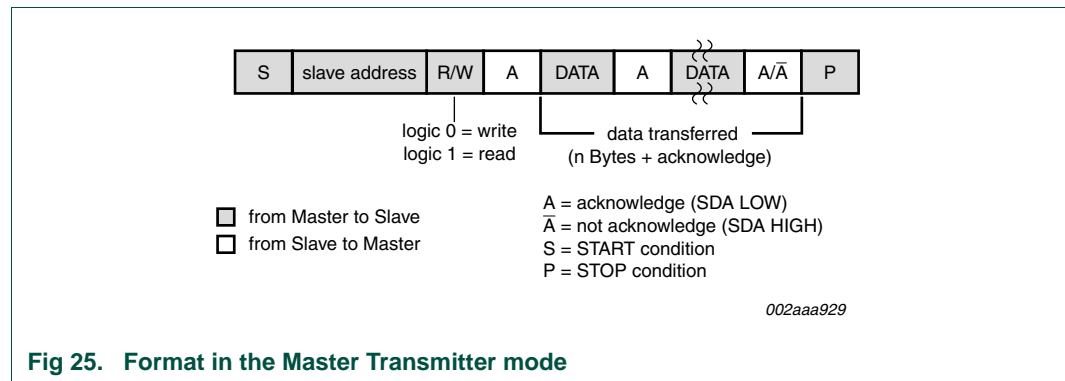 S slave address R/W A DATA A DATA A/A̅ P
logic 0 = write
logic 1 = read
data transferred
(n Bytes + acknowledge)
from Master to Slave
from Slave to Master
A = acknowledge (SDA LOW)
A̅ = not acknowledge (SDA HIGH)
S = START condition
P = STOP condition
002aaa929
Fig 25. Format in the Master Transmitter mode